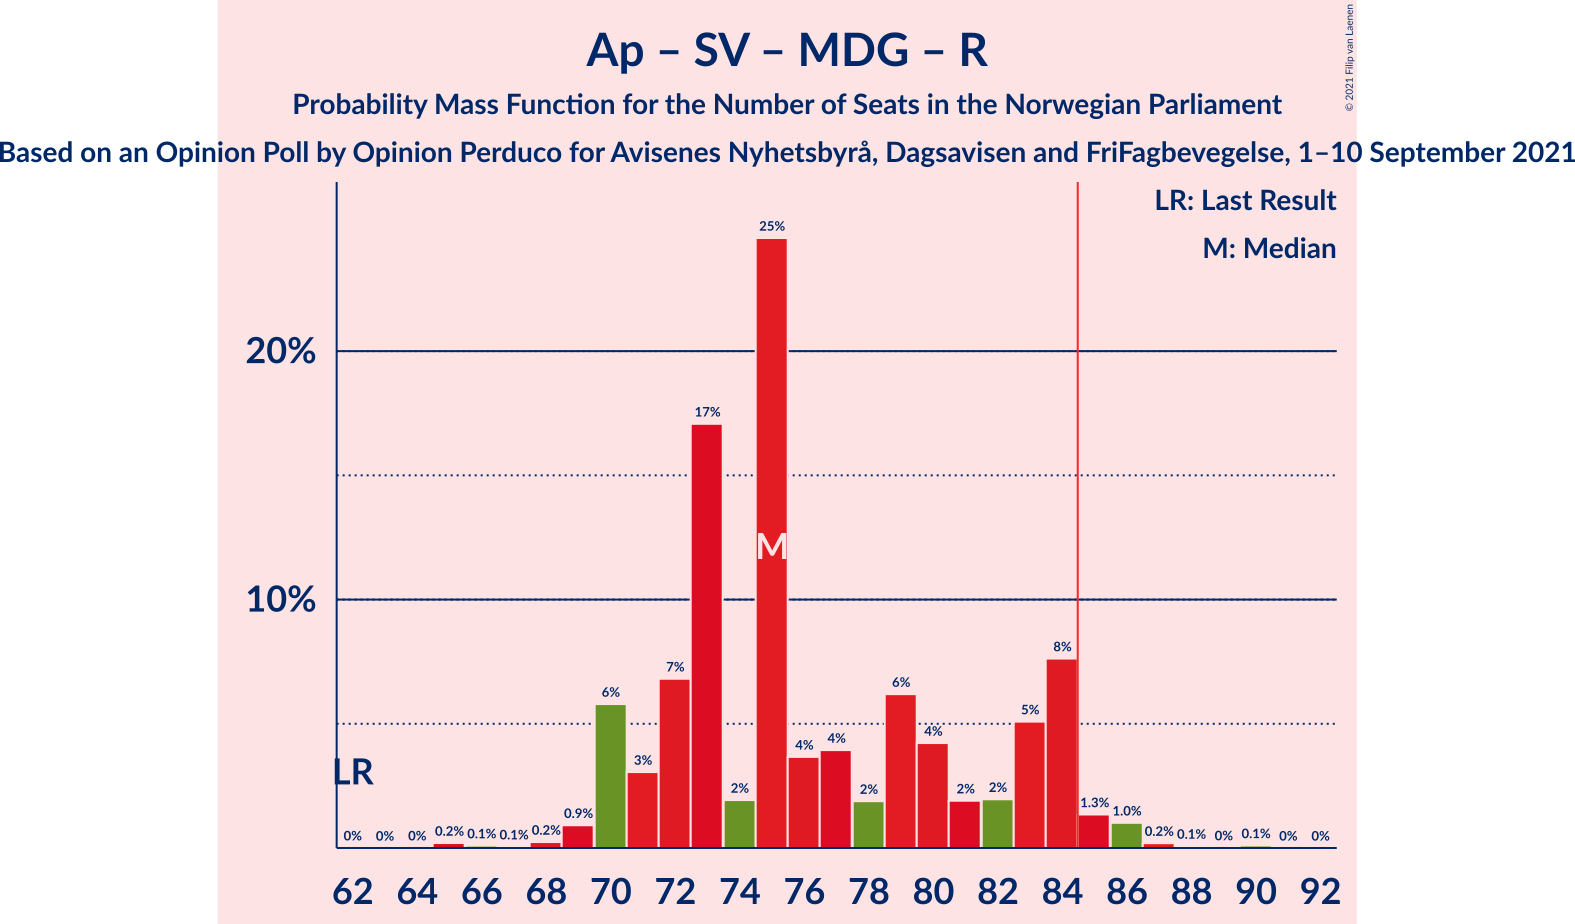 Ap – SV – MDG – R
Probability Mass Function for the Number of Seats in the Norwegian Parliament
Based on an Opinion Poll by Opinion Perduco for Avisenes Nyhetsbyrå, Dagsavisen and FriFagbevegelse, 1–10 September 2021
© 2021 Filip van Laenen
LR: Last Result
M: Median
20%
10%
LR
M
0% 0% 0% 0.2% 0.1% 0.1% 0.2% 0.9% 6% 3% 7% 17% 2% 25% 4% 4% 2% 6% 4% 2% 2% 5% 8% 1.3% 1.0% 0.2% 0.1% 0% 0.1% 0% 0%
62 64 66 68 70 72 74 76 78 80 82 84 86 88 90 92